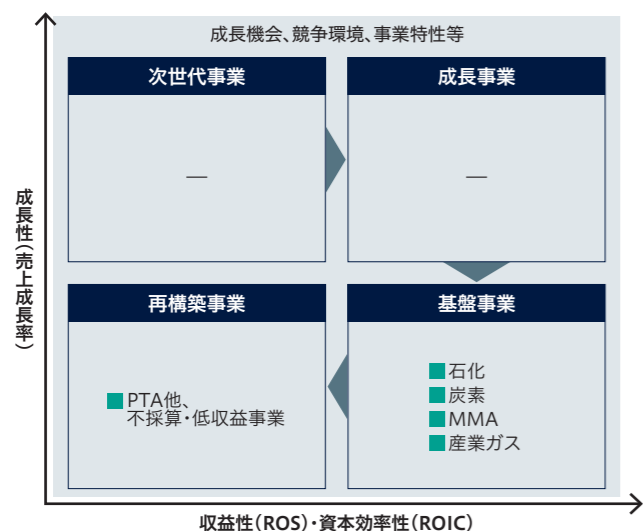 成長機会、競争環境、事業特性等
次世代事業
成長事業
—
—
成長性（売上成長率）
再構築事業
基盤事業
PTA他、
不採算・低収益事業
石化
炭素
MMA
産業ガス
収益性（ROS）・資本効率性（ROIC）